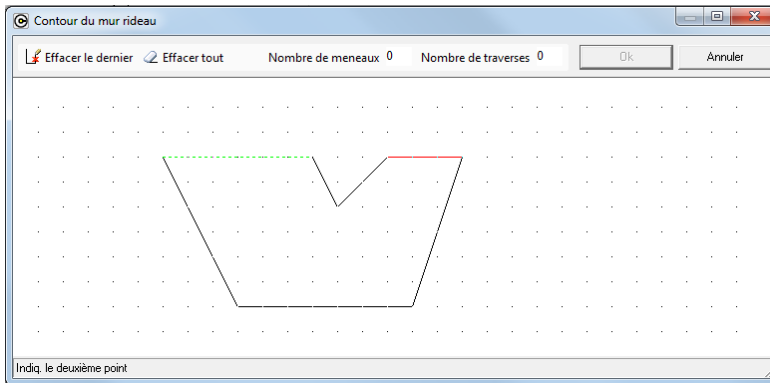 Contour du mur rideau
Effacer le dernier Effacer tout Nombre de meneaux 0 Nombre de traverses 0 Ok Annuler
Indiq. le deuxième point